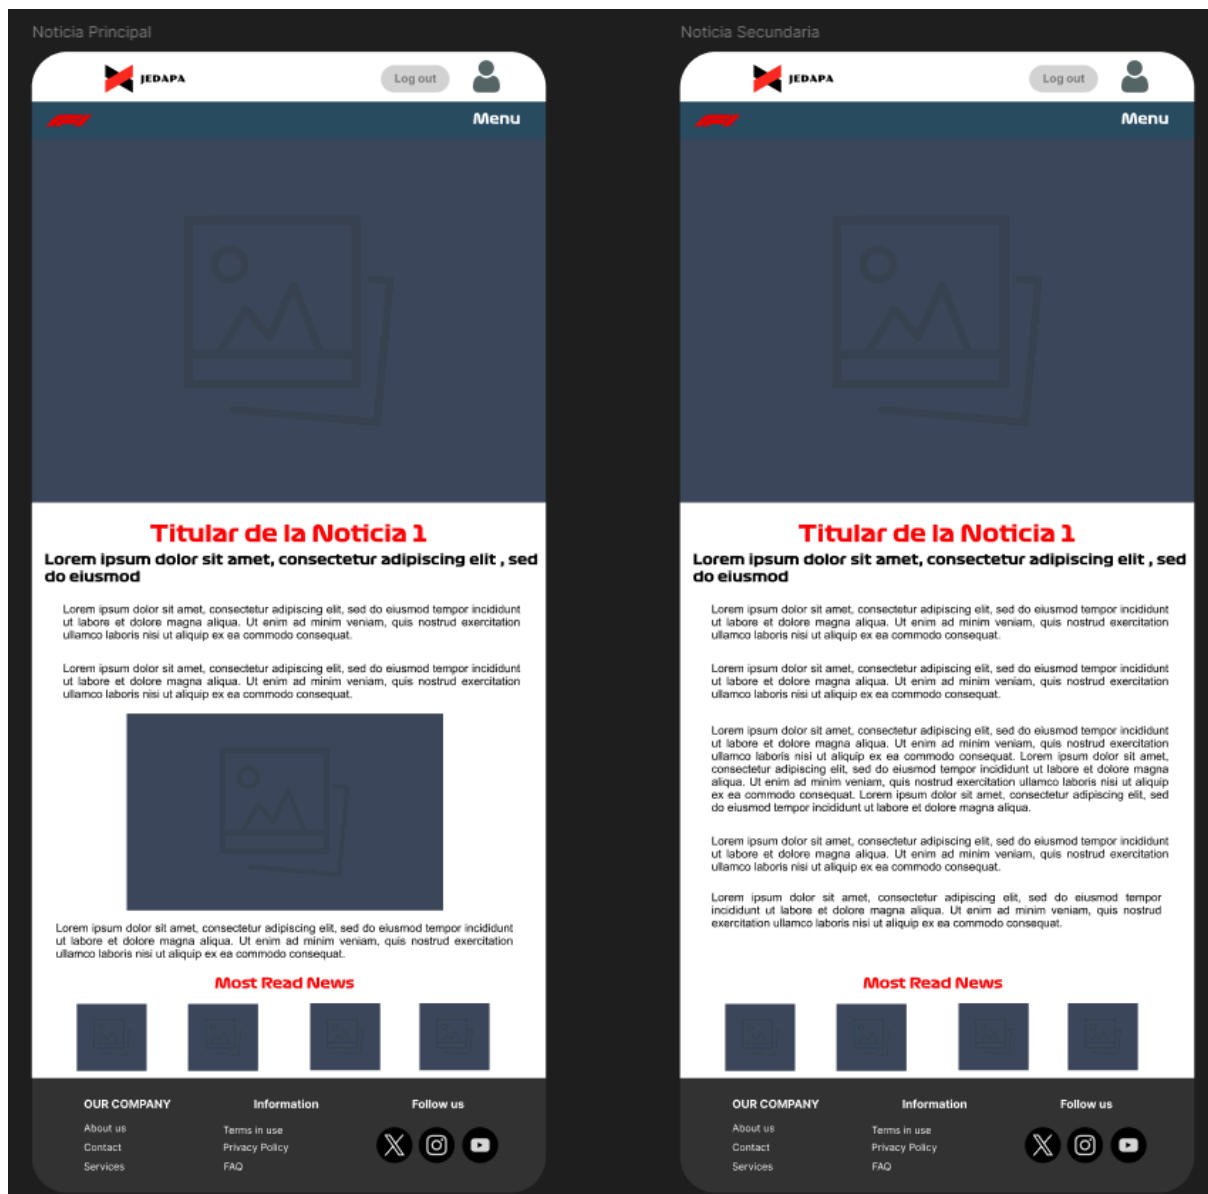 Noticia Principal
JEDAPA
Log out
Menu
Titular de la Noticia 1
Lorem ipsum dolor sit amet, consectetur adipiscing elit , sed
do eiusmod
Lorem ipsum dolor sit amet, consectetur adipiscing elit, sed do eiusmod tempor incididunt
ut labore et dolore magna aliqua. Ut enim ad minim veniam, quis nostrud exercitation
ullamco laboris nisi ut aliquip ex ea commodo consequat.
Lorem ipsum dolor sit amet, consectetur adipiscing elit, sed do eiusmod tempor incididunt
ut labore et dolore magna aliqua. Ut enim ad minim veniam, quis nostrud exercitation
ullamco laboris nisi ut aliquip ex ea commodo consequat.
Lorem ipsum dolor sit amet, consectetur adipiscing elit, sed do eiusmod tempor incididunt
ut labore et dolore magna aliqua. Ut enim ad minim veniam, quis nostrud exercitation
ullamco laboris nisi ut aliquip ex ea commodo consequat.
Most Read News
OUR COMPANY
About us
Contact
Services
Information
Terms in use
Privacy Policy
FAQ
Follow us
Noticia Secundaria
JEDAPA
Log out
Menu
Titular de la Noticia 1
Lorem ipsum dolor sit amet, consectetur adipiscing elit , sed
do eiusmod
Lorem ipsum dolor sit amet, consectetur adipiscing elit, sed do eiusmod tempor incididunt
ut labore et dolore magna aliqua. Ut enim ad minim veniam, quis nostrud exercitation
ullamco laboris nisi ut aliquip ex ea commodo consequat.
Lorem ipsum dolor sit amet, consectetur adipiscing elit, sed do eiusmod tempor incididunt
ut labore et dolore magna aliqua. Ut enim ad minim veniam, quis nostrud exercitation
ullamco laboris nisi ut aliquip ex ea commodo consequat.
Lorem ipsum dolor sit amet, consectetur adipiscing elit, sed do eiusmod tempor incididunt
ut labore et dolore magna aliqua. Ut enim ad minim veniam, quis nostrud exercitation
ullamco laboris nisi ut aliquip ex ea commodo consequat. Lorem ipsum dolor sit amet,
consectetur adipiscing elit, sed do eiusmod tempor incididunt ut labore et dolore magna
aliqua. Ut enim ad minim veniam, quis nostrud exercitation ullamco laboris nisi ut aliquip
ex ea commodo consequat. Lorem ipsum dolor sit amet, consectetur adipiscing elit, sed
do eiusmod tempor incididunt ut labore et dolore magna aliqua.
Lorem ipsum dolor sit amet, consectetur adipiscing elit, sed do eiusmod tempor incididunt
ut labore et dolore magna aliqua. Ut enim ad minim veniam, quis nostrud exercitation
ullamco laboris nisi ut aliquip ex ea commodo consequat.
Lorem ipsum dolor sit amet, consectetur adipiscing elit, sed do eiusmod tempor
incididunt ut labore et dolore magna aliqua. Ut enim ad minim veniam, quis nostrud
exercitation ullamco laboris nisi ut aliquip ex ea commodo consequat.
Most Read News
OUR COMPANY
About us
Contact
Services
Information
Terms in use
Privacy Policy
FAQ
Follow us